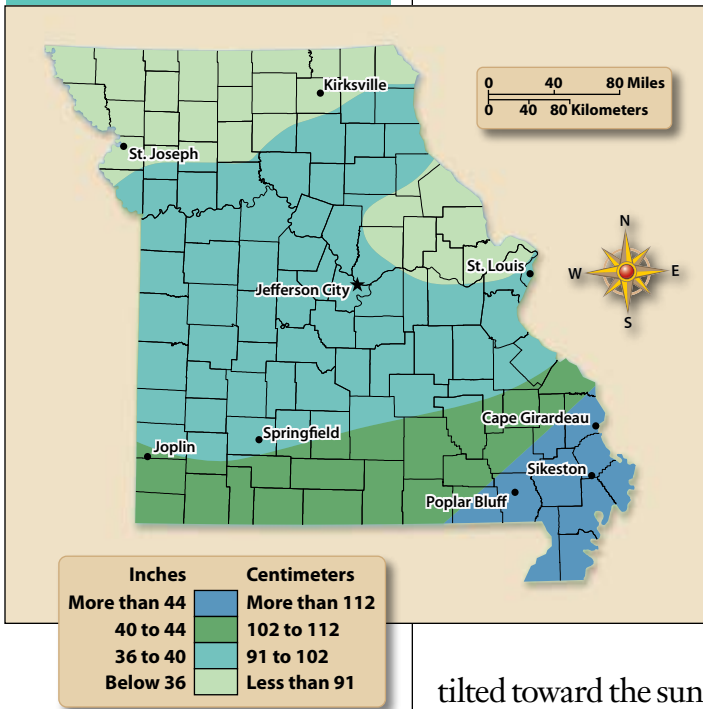 Kirksville
0 40 80 Miles
0 40 80 Kilometers
St. Joseph
N
W E
S
St. Louis
Jefferson City
Cape Girardeau
Springfield
Joplin
Sikeston
Poplar Bluff
Inches Centimeters
More than 44 More than 112
40 to 44 102 to 112
36 to 40 91 to 102
Below 36 Less than 91
tilted toward the sun